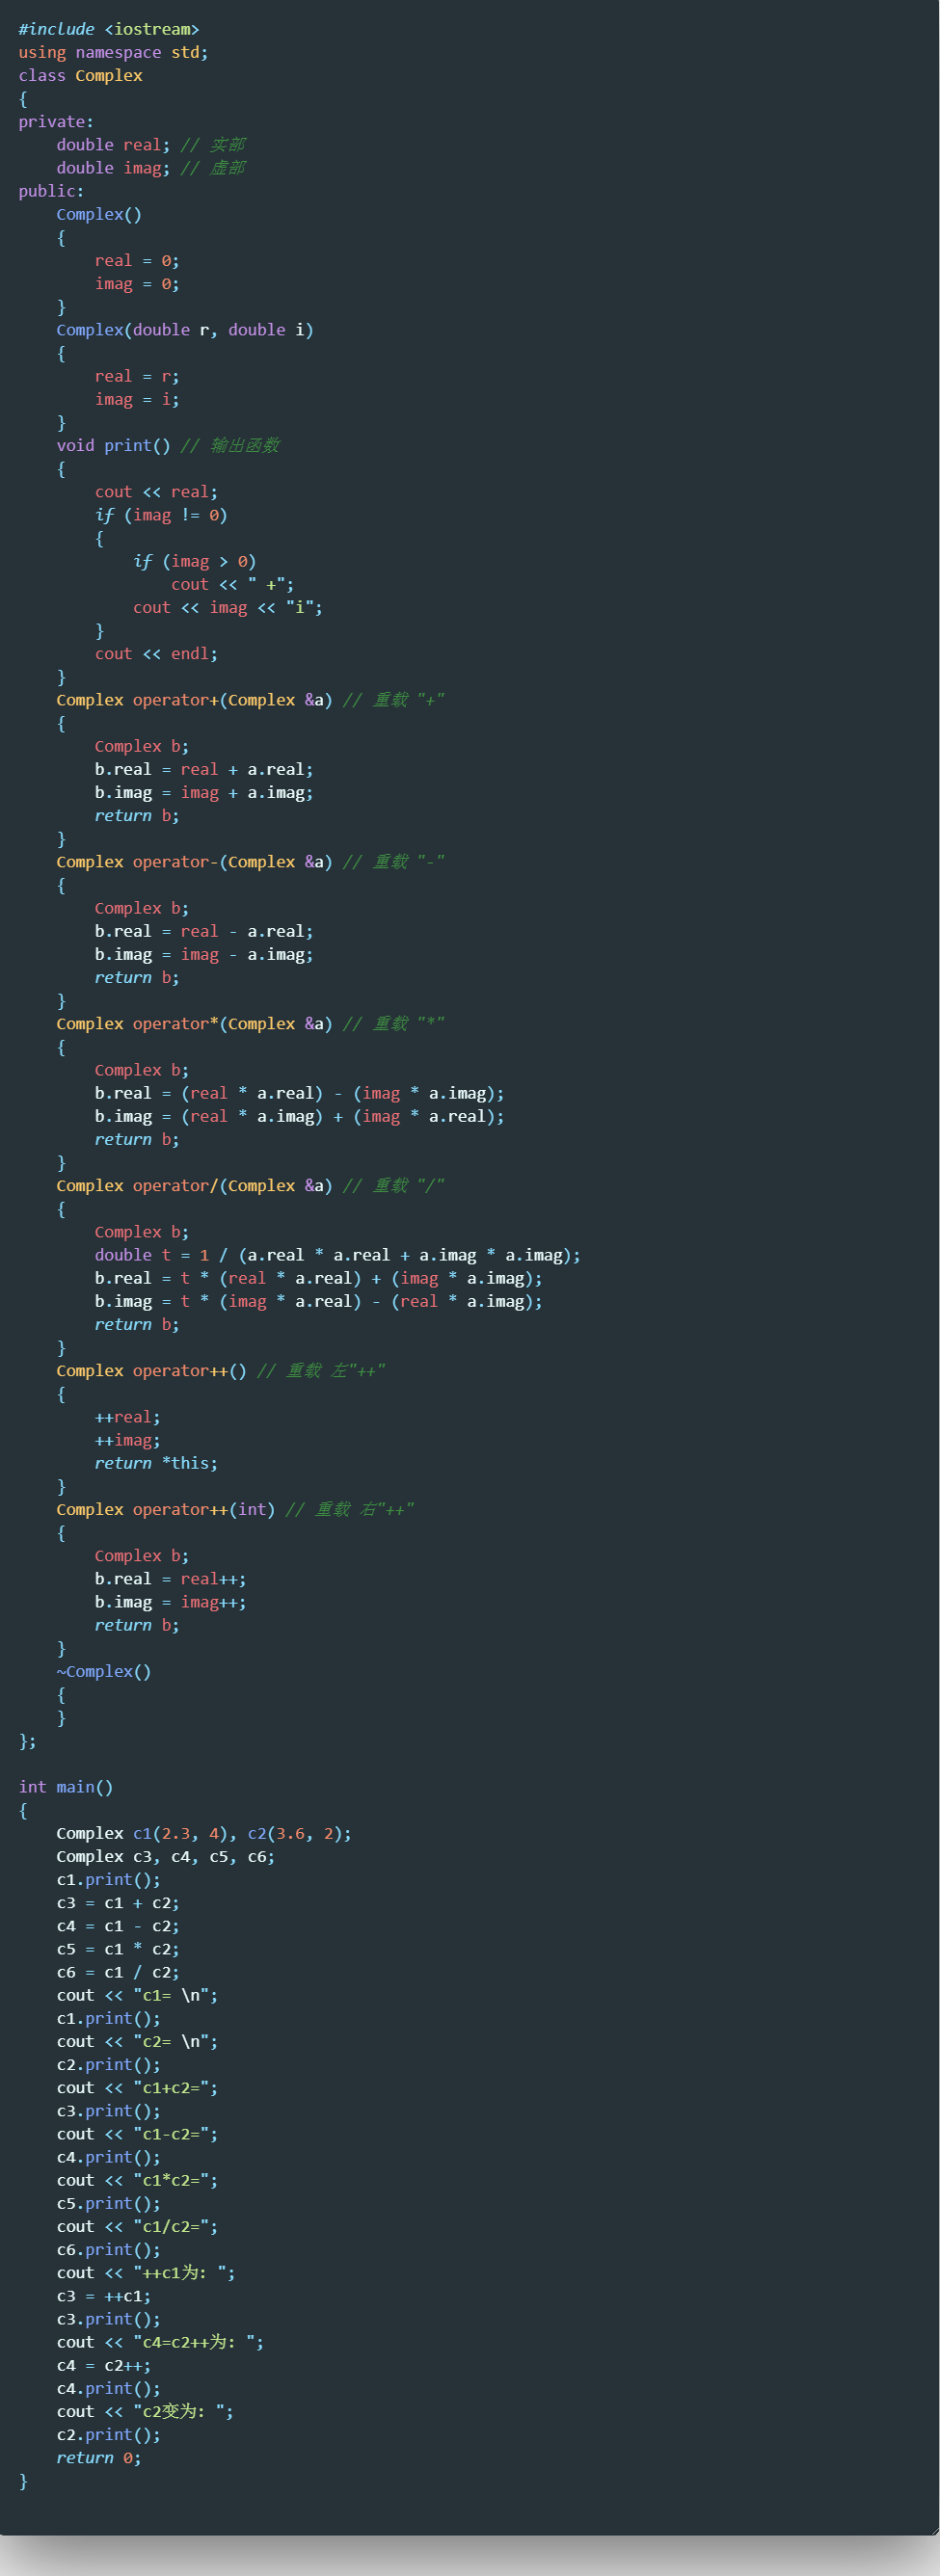 #include <iostream>
using namespace std;
class Complex
{
private:
    double real; // 实部
    double imag; // 虚部
public:
    Complex()
    {
        real = 0;
        imag = 0;
    }
    Complex(double r, double i)
    {
        real = r;
        imag = i;
    }
    void print() // 输出函数
    {
        cout << real;
        if (imag != 0)
        {
            if (imag > 0)
                cout << " +";
            cout << imag << "i";
        }
        cout << endl;
    }
    Complex operator+(Complex &a) // 重载 "+"
    {
        Complex b;
        b.real = real + a.real;
        b.imag = imag + a.imag;
        return b;
    }
    Complex operator-(Complex &a) // 重载 "-"
    {
        Complex b;
        b.real = real - a.real;
        b.imag = imag - a.imag;
        return b;
    }
    Complex operator*(Complex &a) // 重载 "*"
    {
        Complex b;
        b.real = (real * a.real) - (imag * a.imag);
        b.imag = (real * a.imag) + (imag * a.real);
        return b;
    }
    Complex operator/(Complex &a) // 重载 "/"
    {
        Complex b;
        double t = 1 / (a.real * a.real + a.imag * a.imag);
        b.real = t * (real * a.real) + (imag * a.imag);
        b.imag = t * (imag * a.real) - (real * a.imag);
        return b;
    }
    Complex operator++() // 重载 左"++"
    {
        ++real;
        ++imag;
        return *this;
    }
    Complex operator++(int) // 重载 右"++"
    {
        Complex b;
        b.real = real++;
        b.imag = imag++;
        return b;
    }
    ~Complex()
    {
    }
};

int main()
{
    Complex c1(2.3, 4), c2(3.6, 2);
    Complex c3, c4, c5, c6;
    c1.print();
    c3 = c1 + c2;
    c4 = c1 - c2;
    c5 = c1 * c2;
    c6 = c1 / c2;
    cout << "c1= \n";
    c1.print();
    cout << "c2= \n";
    c2.print();
    cout << "c1+c2=";
    c3.print();
    cout << "c1-c2=";
    c4.print();
    cout << "c1*c2=";
    c5.print();
    cout << "c1/c2=";
    c6.print();
    cout << "++c1为: ";
    c3 = ++c1;
    c3.print();
    cout << "c4=c2++为: ";
    c4 = c2++;
    c4.print();
    cout << "c2变为: ";
    c2.print();
    return 0;
}